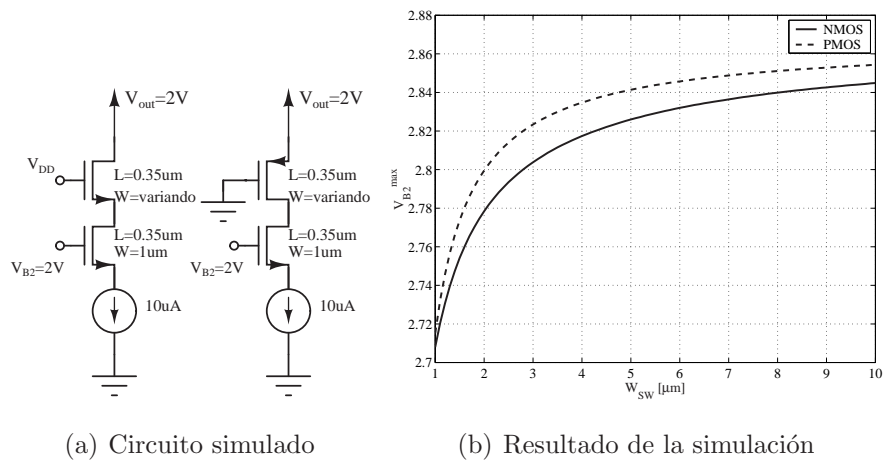 V_out=2V
V_out=2V
V_DD
L=0.35um
W=variando
L=0.35um
W=variando
L=0.35um
W=1um
L=0.35um
W=1um
V_B2=2V
V_B2=2V
10uA
10uA
(a) Circuito simulado
NMOS
PMOS
V_B2^max
2.88
2.86
2.84
2.82
2.8
2.78
2.76
2.74
2.72
2.7
1 2 3 4 5 6 7 8 9 10
W_SW [µm]
(b) Resultado de la simulación